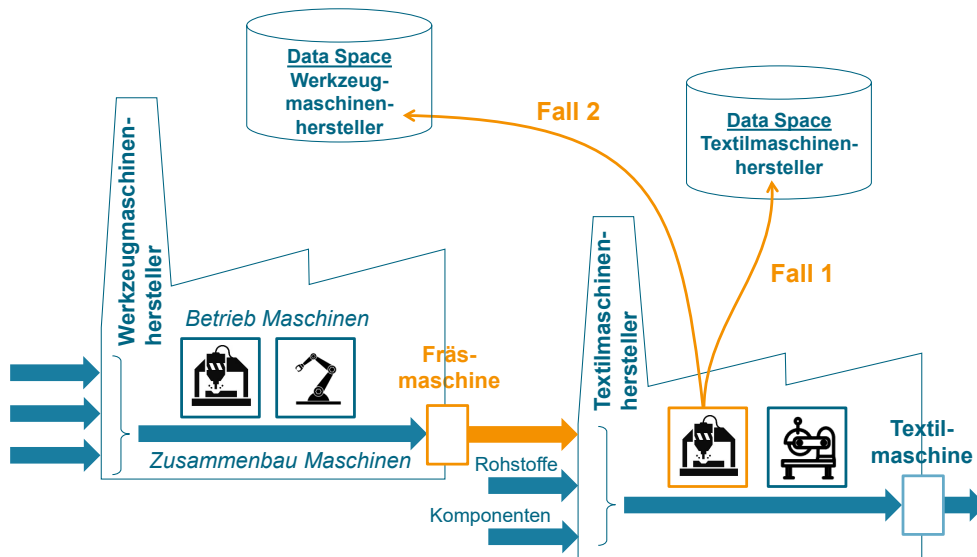 Data Space
Werkzeug-
maschinen-
hersteller
Fall 2
Data Space
Textilmaschinen-
hersteller
Fall 1
Werkzeugmaschinen-
hersteller
Betrieb Maschinen
Fräs-
maschine
Zusammenbau Maschinen
Textilmaschinen-
hersteller
Rohstoffe
Komponenten
Textil-
maschine